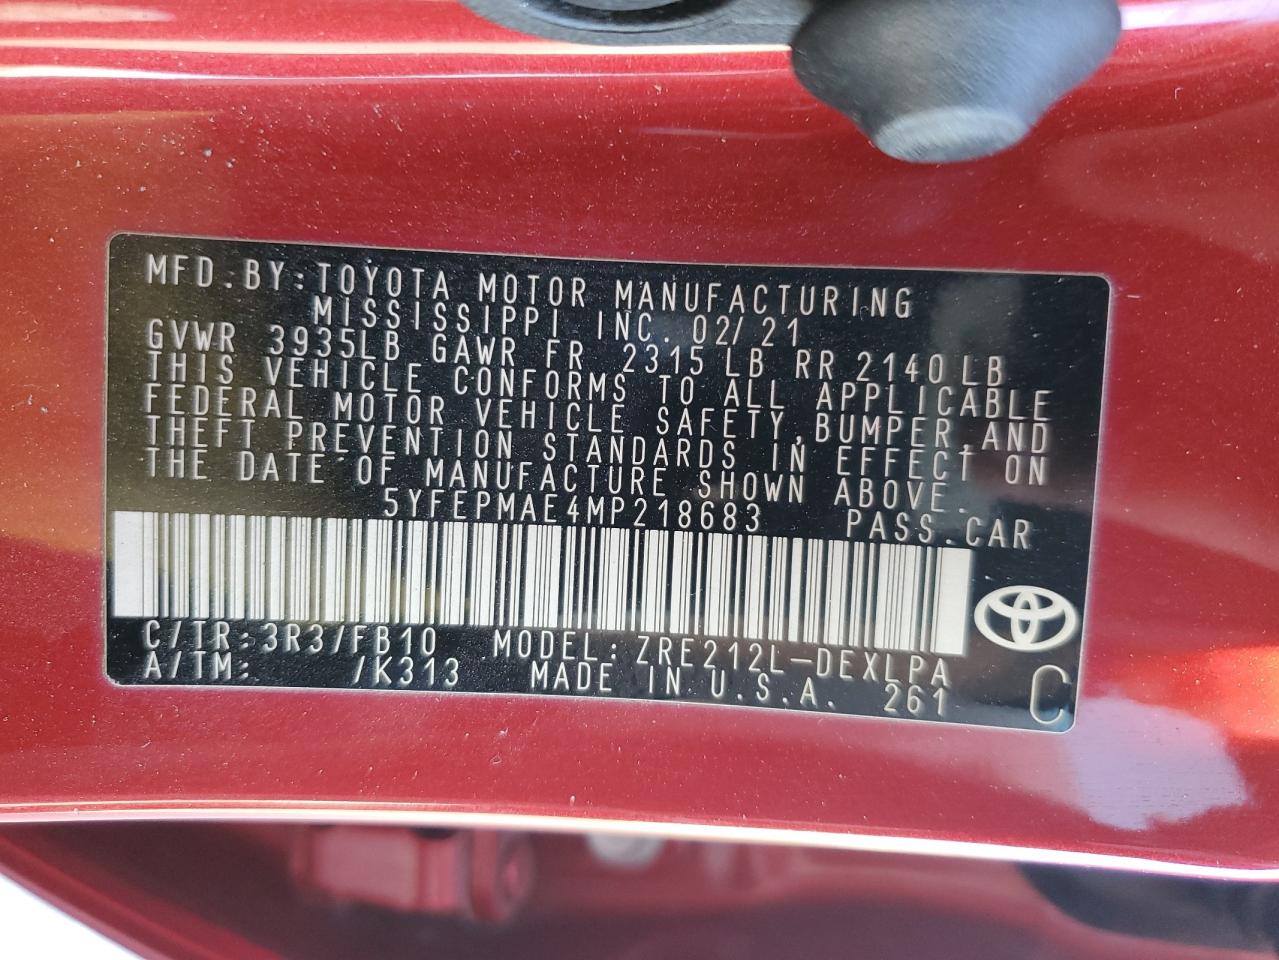 MFD.BY:TOYOTA MOTOR MANUFACTURING
MISSISSIPPI INC. 02/21
GVWR 3935LB GAWR FR 2315LB RR 2140LB
THIS VEHICLE CONFORMS TO ALL APPLICABLE
FEDERAL MOTOR VEHICLE SAFETY,BUMPER,AND
THEFT PREVENTION STANDARDS IN EFFECT ON
THE DATE OF MANUFACTURE SHOWN ABOVE.
5YFEPMAE4MP218683 PASS.CAR
C/TR:3R3/FB10 MODEL:ZRE212L-DEXLPA
A/TM: /K313 MADE IN U.S.A. 261 C